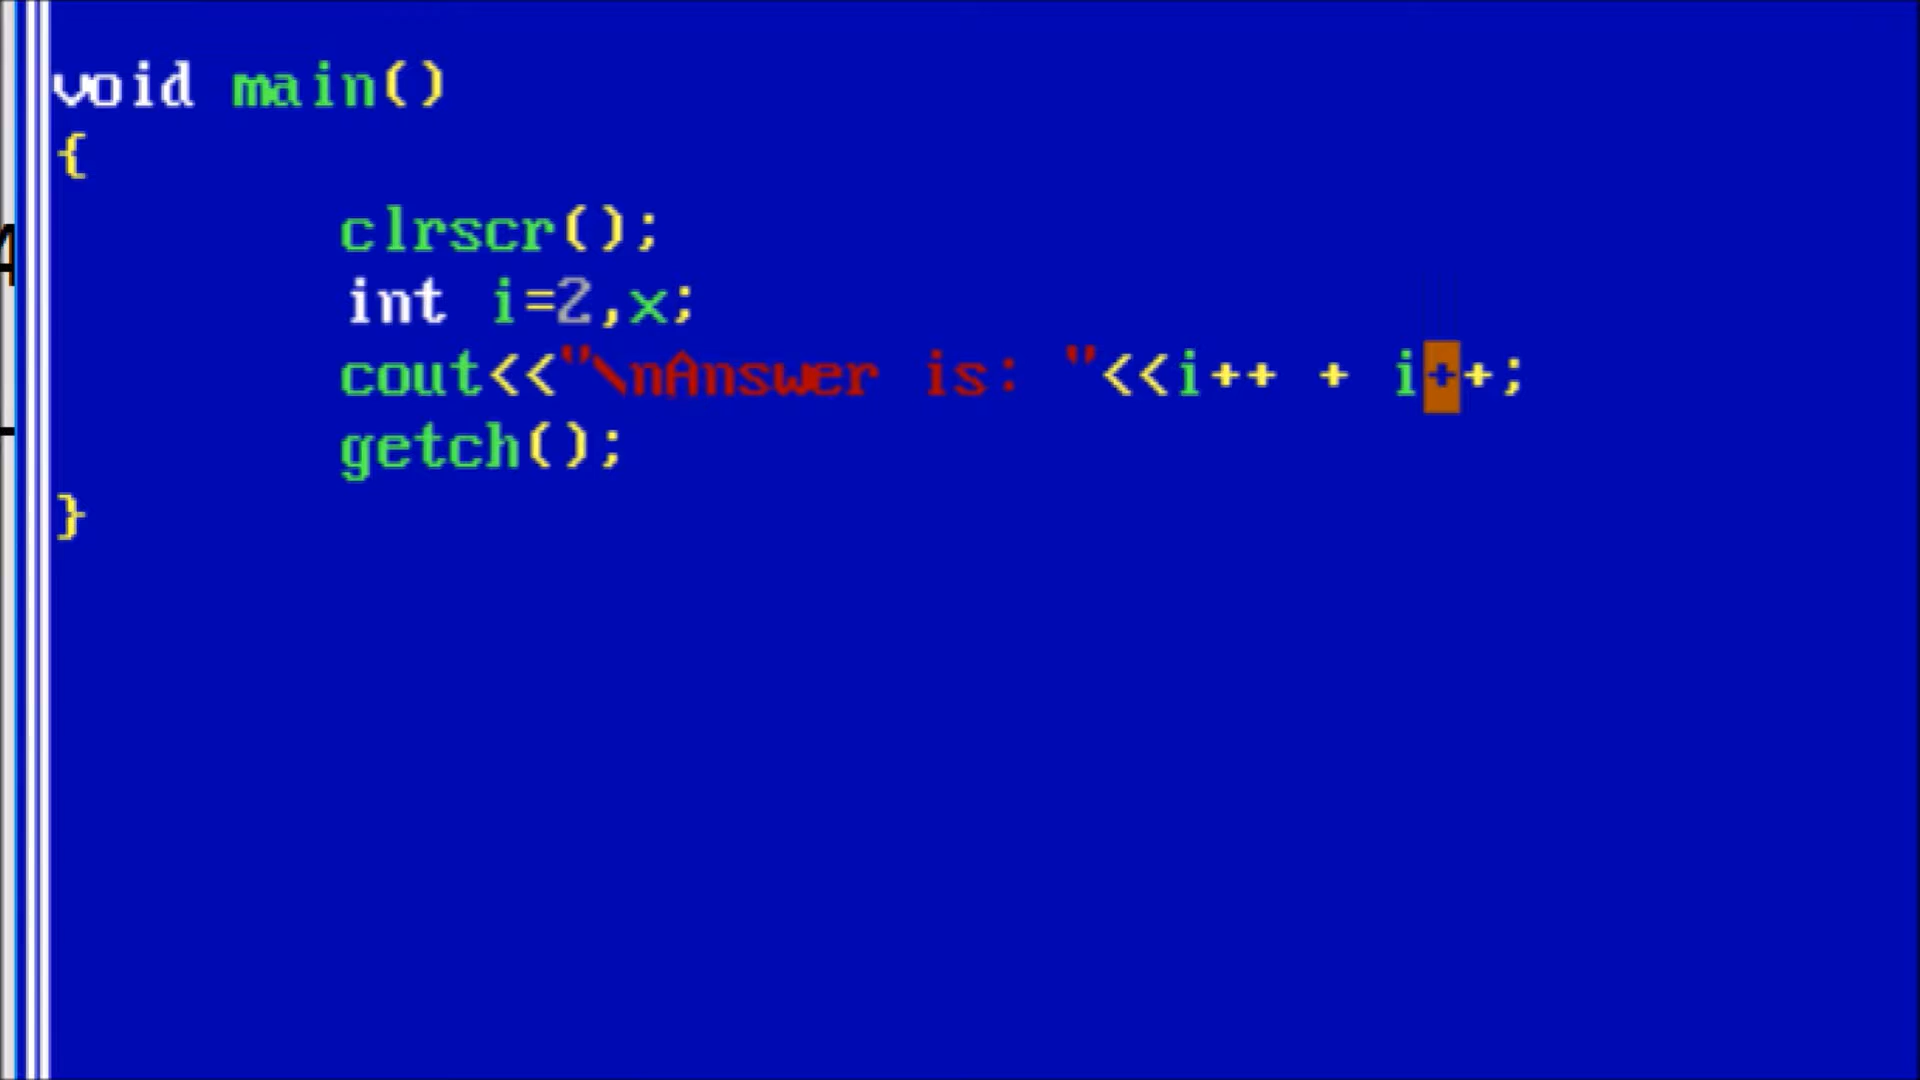 void main()
{
clrscr();
int i=2,x;
cout<<"\nAnswer is: "<<i++ + i++;
getch();
}